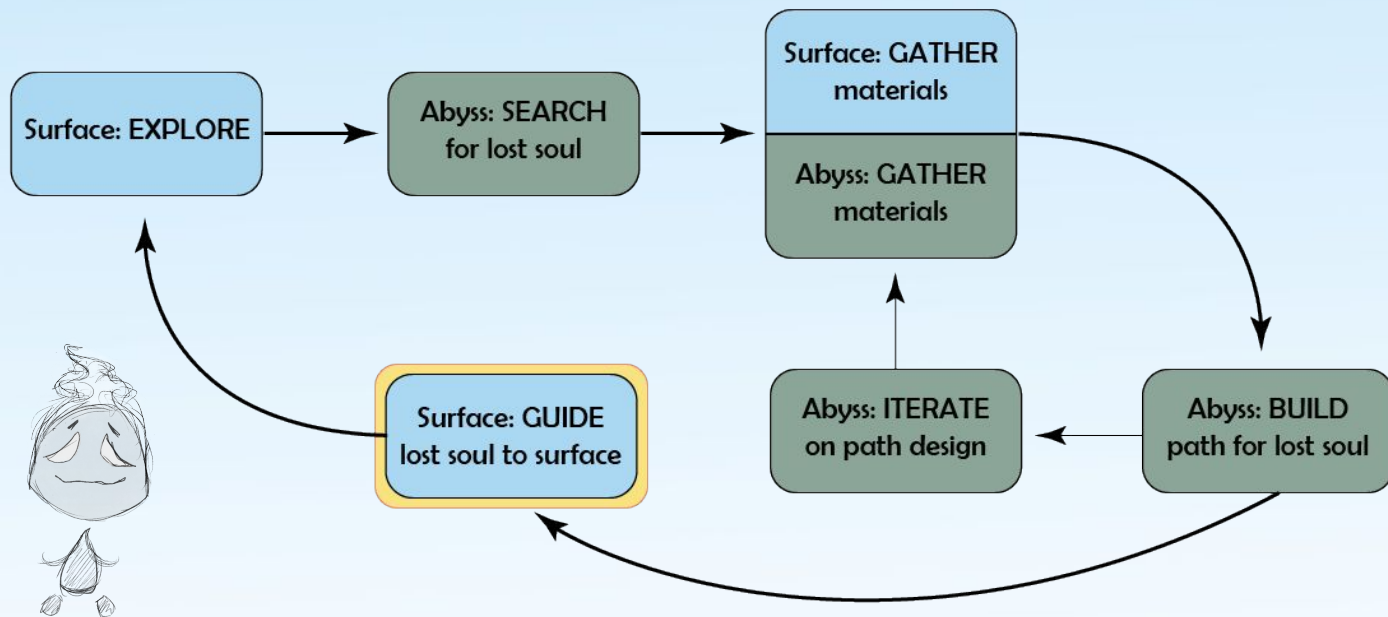 Surface: EXPLORE
Abyss: SEARCH
for lost soul
Surface: GATHER
materials
Abyss: GATHER
materials
Surface: GUIDE
lost soul to surface
Abyss: ITERATE
on path design
Abyss: BUILD
path for lost soul